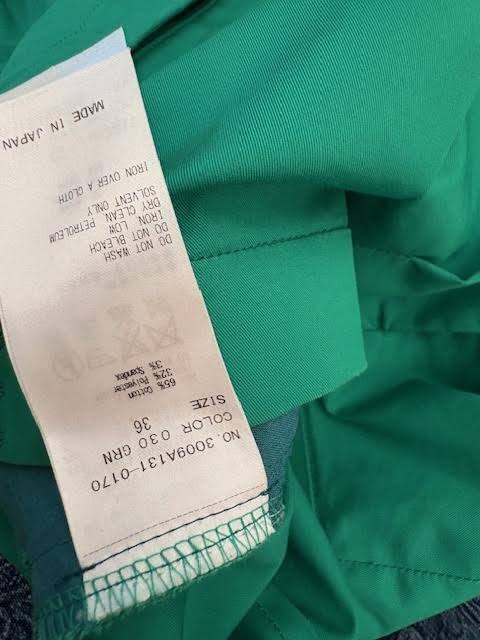 NO. 3009A131-0170
COLOR 030 GRN
SIZE
36
65% Cotton
32% Polyester
3% Spandex
DO NOT WASH
DO NOT BLEACH
IRON LOW
DRY CLEAN, PETROLEUM
SOLVENT ONLY
IRON OVER A CLOTH
MADE IN JAPAN